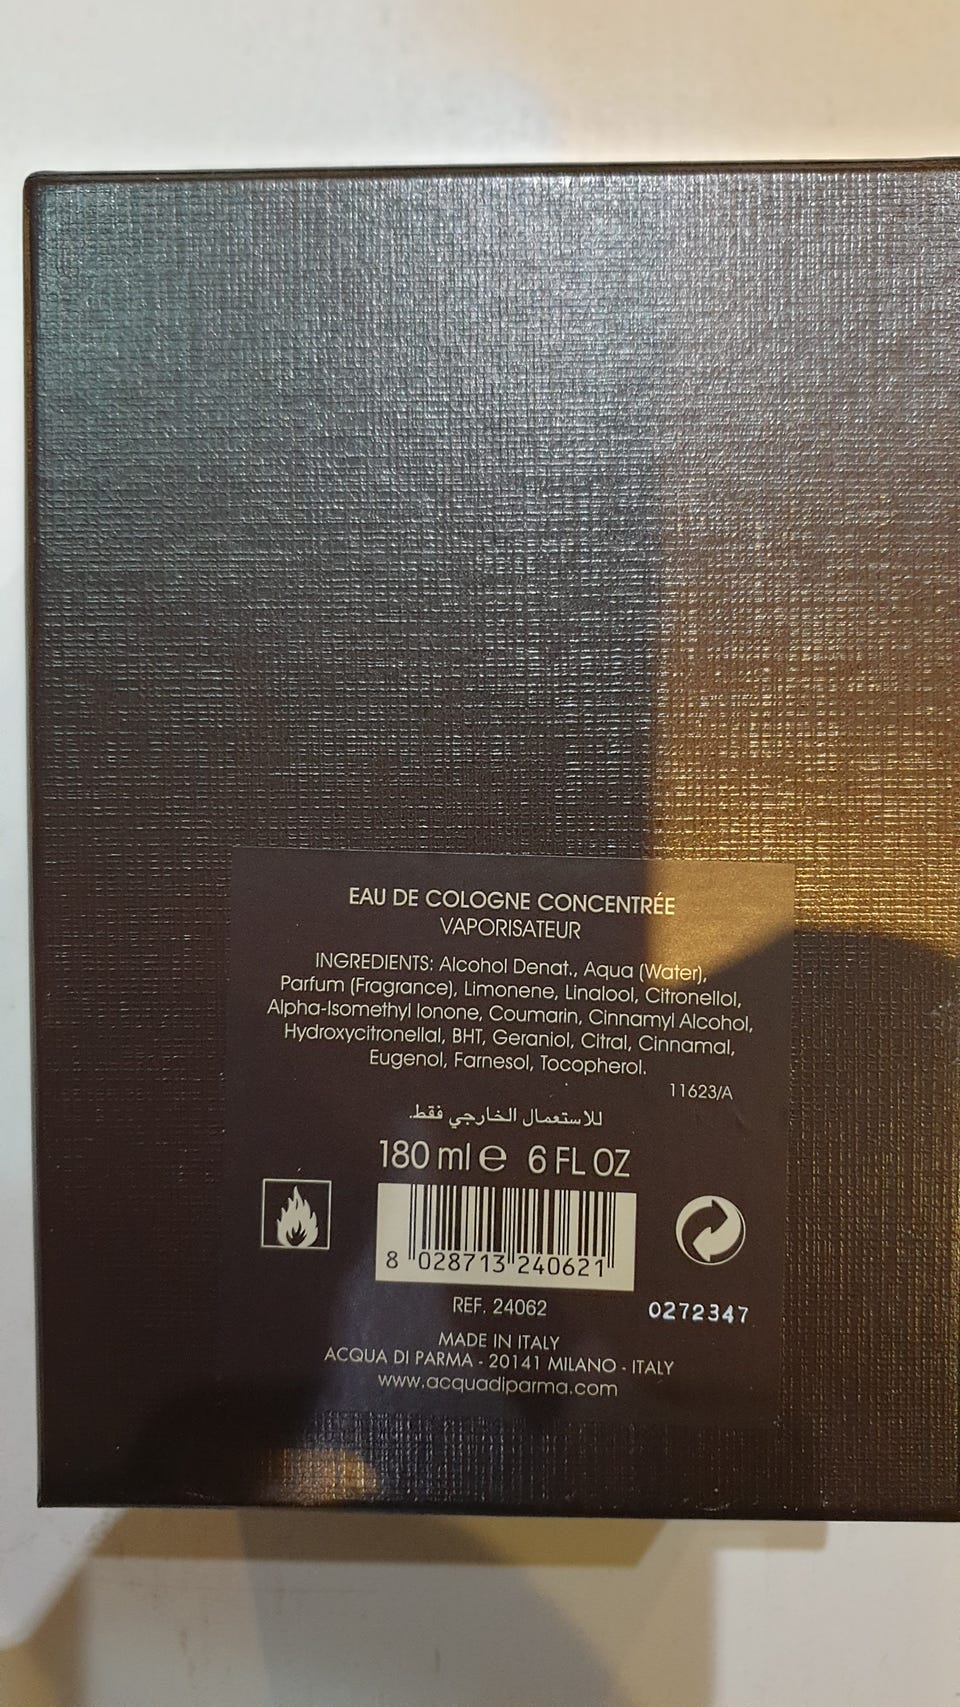 EAU DE COLOGNE CONCENTRÉE
VAPORISATEUR
INGREDIENTS: Alcohol Denat., Aqua (Water),
Parfum (Fragrance), Limonene, Linalool, Citronellol,
Alpha-Isomethyl Ionone, Coumarin, Cinnamyl Alcohol,
Hydroxycitronellal, BHT, Geraniol, Citral, Cinnamal,
Eugenol, Farnesol, Tocopherol.
11623/A
للاستعمال الخارجي فقط.
180 ml e 6 FL OZ
8 028713 240621
REF. 24062
0272347
MADE IN ITALY
ACQUA DI PARMA - 20141 MILANO - ITALY
www.acquadiparma.com